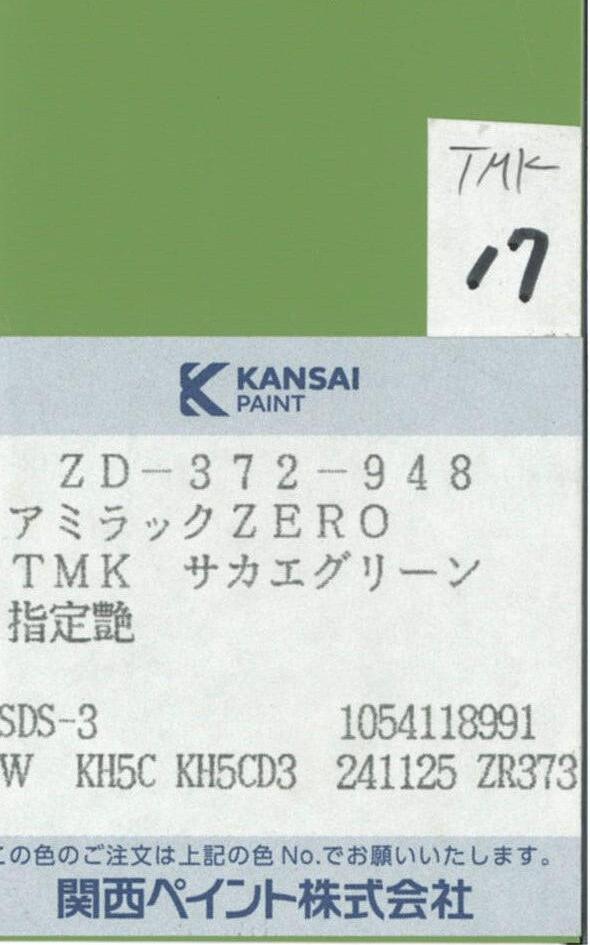 TMK
17
KANSAI
PAINT
ZD-372-948
アミラックZERO
TMK サカエグリーン
指定艶
SDS-3 1054118991
W KH5C KH5CD3 241125 ZR373
この色のご注文は上記の色No.でお願いいたします。
関西ペイント株式会社